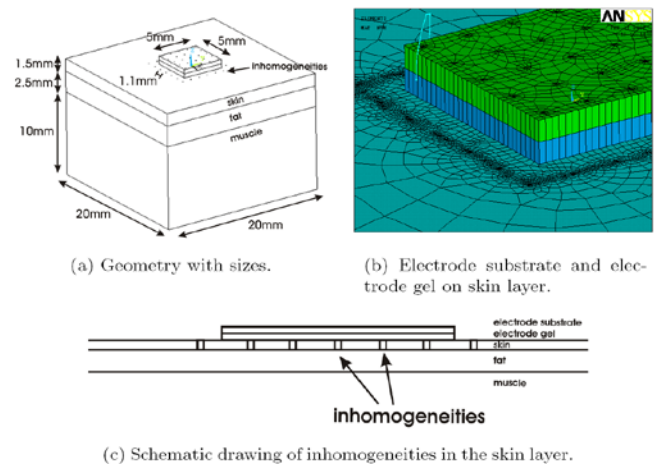 5mm
5mm
1.5mm
inhomogeneities
2.5mm
1.1mm
skin
fat
10mm
muscle
20mm
20mm
ANSYS
(a) Geometry with sizes.
(b) Electrode substrate and elec-
trode gel on skin layer.
electrode substrate
electrode gel
skin
fat
muscle
inhomogeneities
(c) Schematic drawing of inhomogeneities in the skin layer.